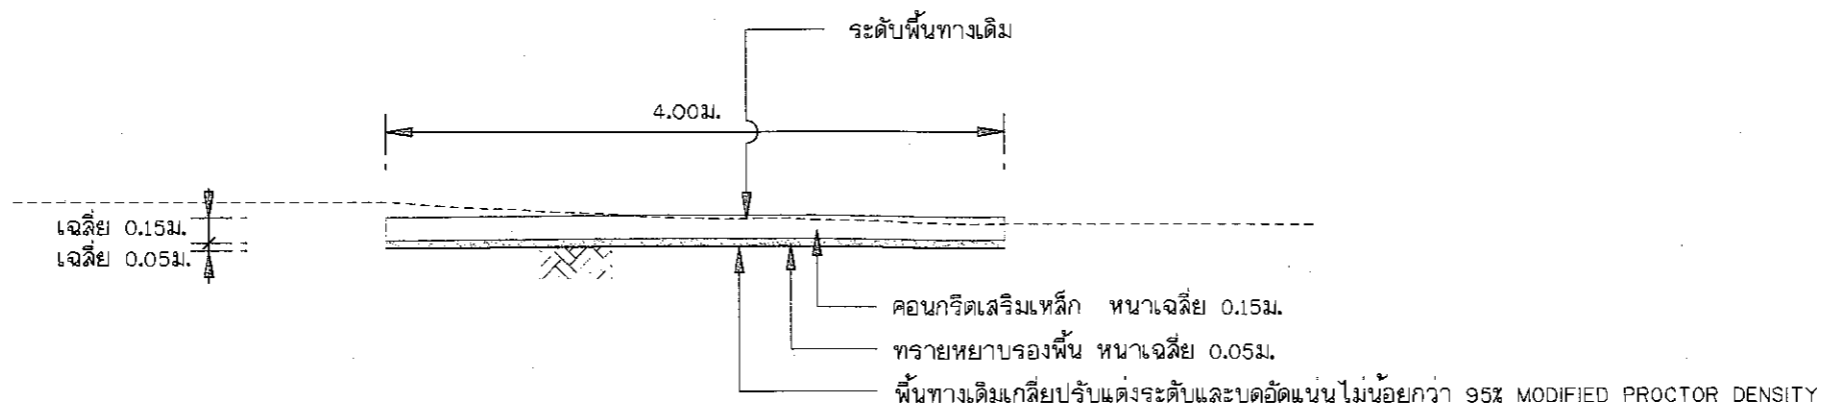 ระดับพื้นทางเดิม
4.00ม.
เฉลี่ย 0.15ม.
เฉลี่ย 0.05ม.
คอนกรีตเสริมเหล็ก หนาเฉลี่ย 0.15ม.
ทรายหยาบรองพื้น หนาเฉลี่ย 0.05ม.
พื้นทางเดิมเกลี่ยปรับแต่งระดับและบดอัดแน่นไม่น้อยกว่า 95% MODIFIED PROCTOR DENSITY